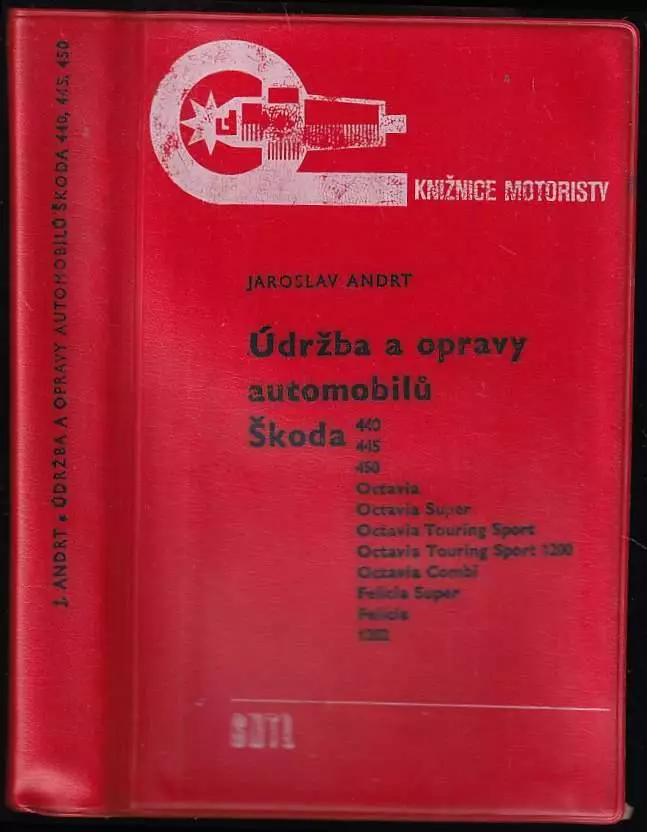 J. ANDRT • ÚDRŽBA A OPRAVY AUTOMOBILŮ ŠKODA 440, 445, 450
KNIŽNICE MOTORISTY
JAROSLAV ANDRT
Údržba a opravy
automobilů
Škoda 440
445
450
Octavia
Octavia Super
Octavia Touring Sport
Octavia Touring Sport 1200
Octavia Combi
Felicia Super
Felicia
SNTL